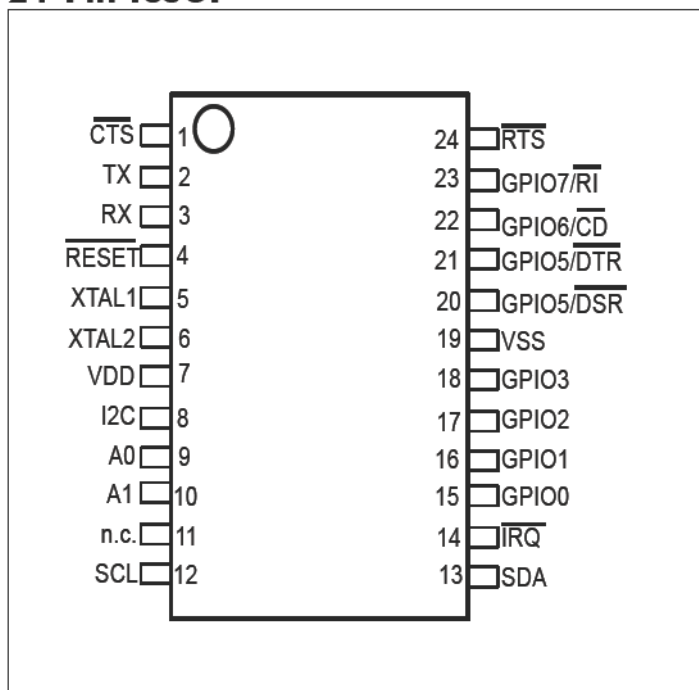 CTS 1 24 RTS
TX 2 23 GPIO7/RI
RX 3 22 GPIO6/CD
RESET 4 21 GPIO5/DTR
XTAL1 5 20 GPIO5/DSR
XTAL2 6 19 VSS
VDD 7 18 GPIO3
I2C 8 17 GPIO2
A0 9 16 GPIO1
A1 10 15 GPIO0
n.c. 11 14 IRQ
SCL 12 13 SDA